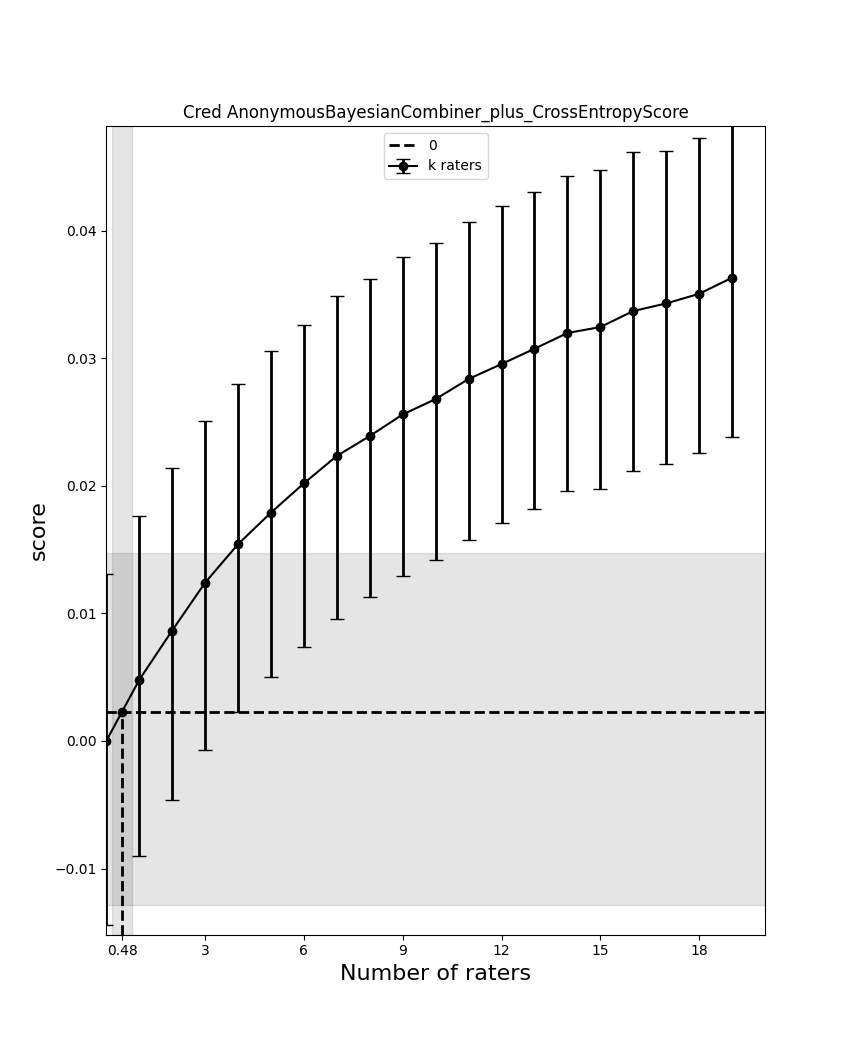 Cred AnonymousBayesianCombiner_plus_CrossEntropyScore
0
k raters
0.04
0.03
0.02
0.01
0.00
−0.01
score
0.48 3 6 9 12 15 18
Number of raters